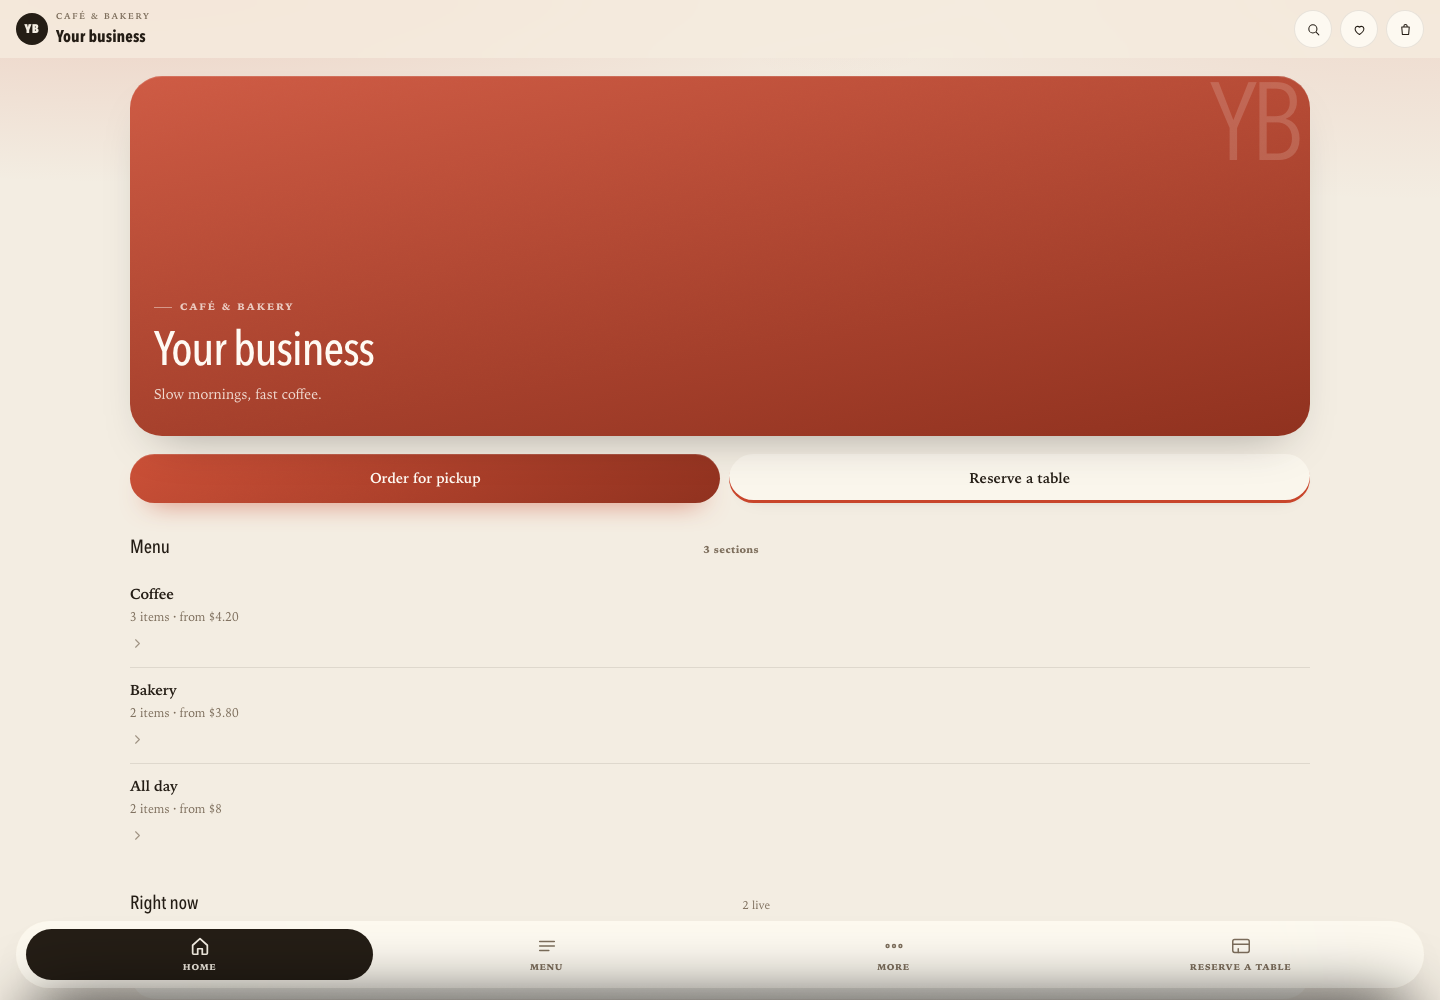 YB
CAFÉ & BAKERY
Your business
YB
CAFÉ & BAKERY
Your business
Slow mornings, fast coffee.
Order for pickup
Reserve a table
Menu
3 sections
Coffee
3 items · from $4.20
Bakery
2 items · from $3.80
All day
2 items · from $8
Right now
2 live
HOME
MENU
MORE
RESERVE A TABLE